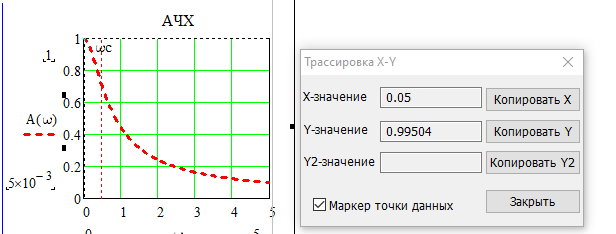 АЧХ
1
1
ωc
0.8
0.6
A(ω)
0.4
0.2
5×10⁻³
0
0 1 2 3 4 5
0 5
Трассировка X-Y
X-значение 0.05 Копировать X
Y-значение 0.99504 Копировать Y
Y2-значение Копировать Y2
Маркер точки данных Закрыть